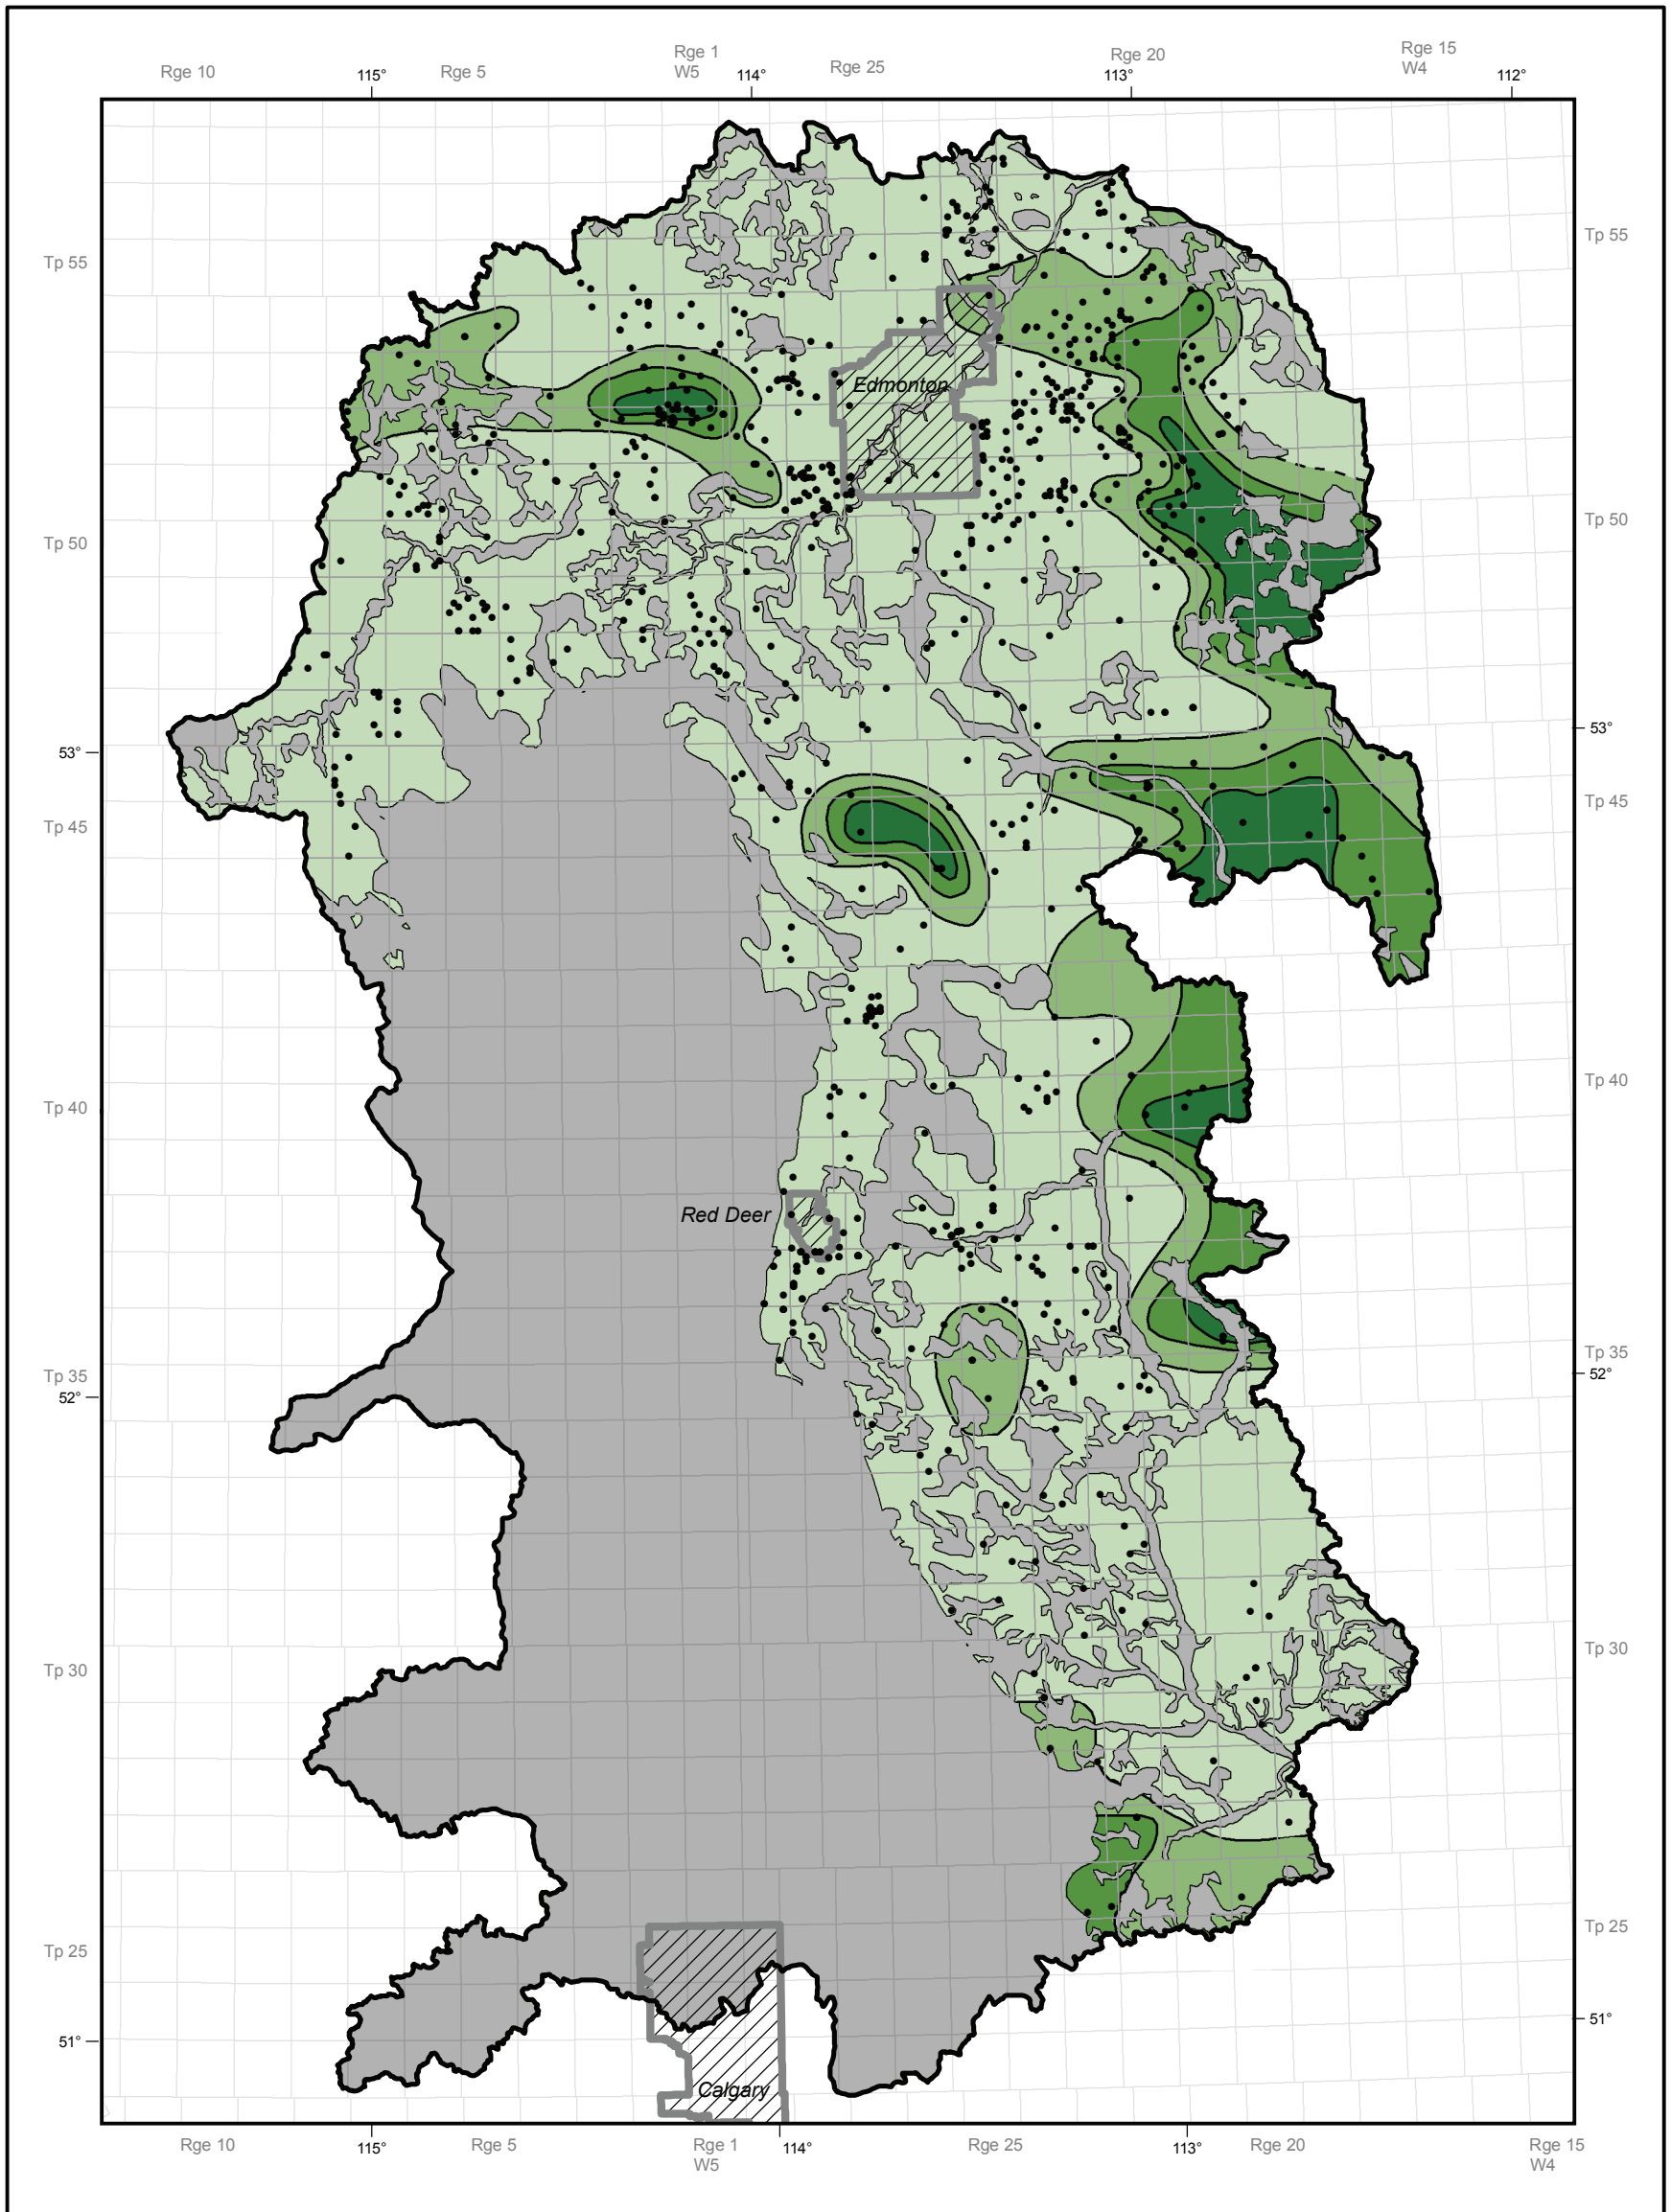 Rge 1
Rge 20
Rge 15
Rge 10
115°
Rge 5
W5
114°
Rge 25
113°
W4
112°
Tp 55
Tp 55
Edmonton
Tp 50
Tp 50
53°
53°
Tp 45
Tp 45
Tp 40
Tp 40
Red Deer
Tp 35
Tp 35
52°
52°
Tp 30
Tp 30
Tp 25
Tp 25
51°
51°
Calgary
Rge 10
115°
Rge 5
Rge 1
W5
114°
Rge 25
113°
Rge 20
Rge 15
W4